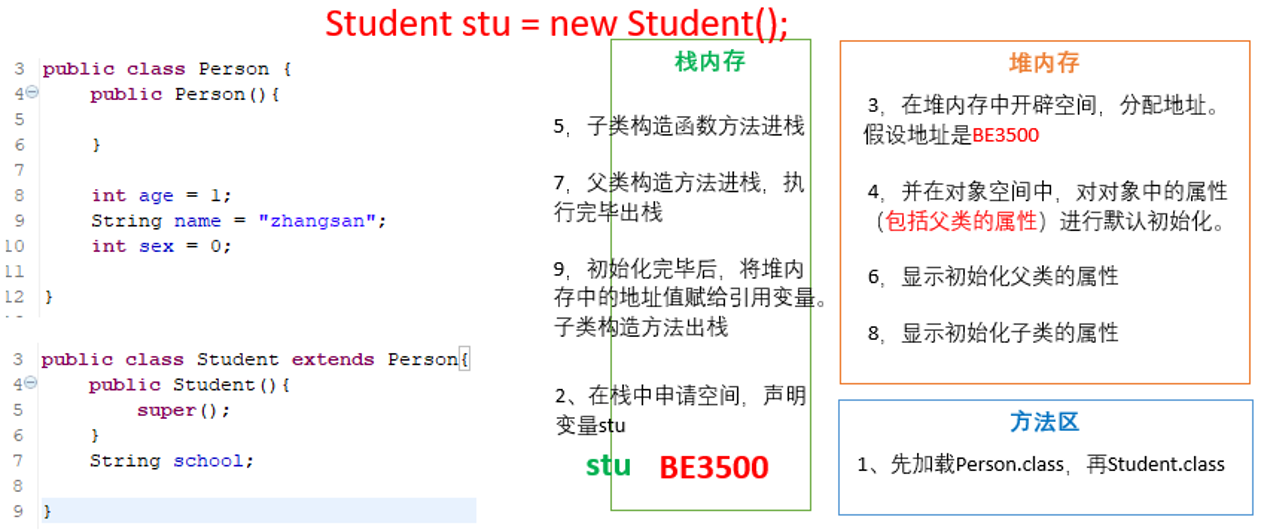 Student stu = new Student();
3 public class Person {
4 public Person(){
5
6 }
7
8 int age = 1;
9 String name = "zhangsan";
10 int sex = 0;
11
12 }
3 public class Student extends Person{
4 public Student(){
5 super();
6 }
7 String school;
8
9 }
栈内存
5，子类构造函数方法进栈
7，父类构造方法进栈，执
行完毕出栈
9，初始化完毕后，将堆内
存中的地址值赋给引用变量。
子类构造方法出栈
2、在栈中申请空间，声明
变量stu
stu BE3500
堆内存
3，在堆内存中开辟空间，分配地址。
假设地址是BE3500
4，并在对象空间中，对对象中的属性
（包括父类的属性）进行默认初始化。
6，显示初始化父类的属性
8，显示初始化子类的属性
方法区
1、先加载Person.class，再Student.class